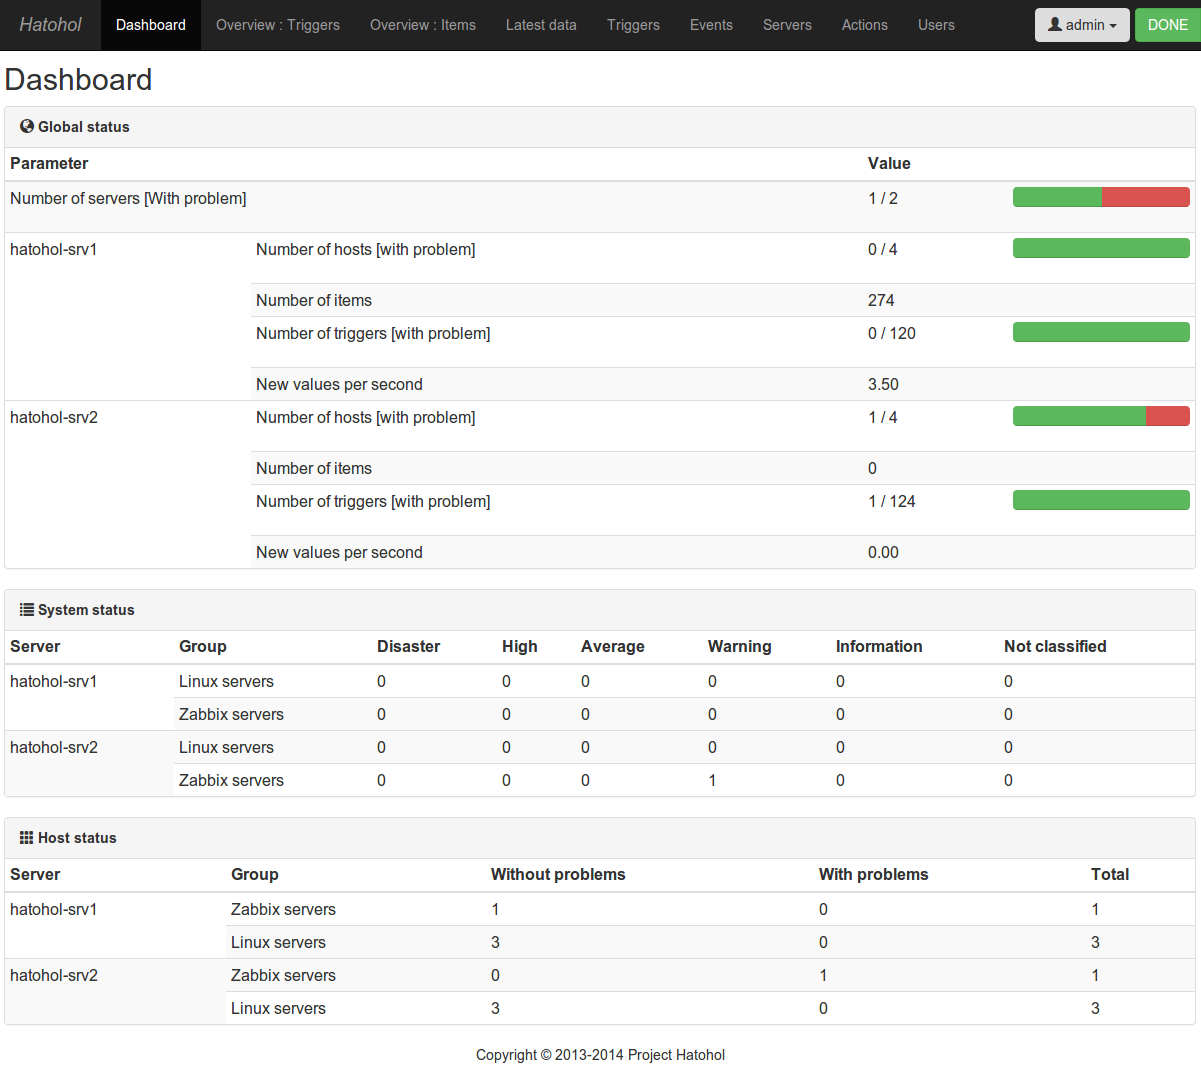 Hatohol Dashboard Overview : Triggers Overview : Items Latest data Triggers Events Servers Actions Users admin DONE
Dashboard
Global status
Parameter Value
Number of servers [With problem] 1 / 2
hatohol-srv1 Number of hosts [with problem] 0 / 4
Number of items 274
Number of triggers [with problem] 0 / 120
New values per second 3.50
hatohol-srv2 Number of hosts [with problem] 1 / 4
Number of items 0
Number of triggers [with problem] 1 / 124
New values per second 0.00
System status
Server Group Disaster High Average Warning Information Not classified
hatohol-srv1 Linux servers 0 0 0 0 0 0
Zabbix servers 0 0 0 0 0 0
hatohol-srv2 Linux servers 0 0 0 0 0 0
Zabbix servers 0 0 0 1 0 0
Host status
Server Group Without problems With problems Total
hatohol-srv1 Zabbix servers 1 0 1
Linux servers 3 0 3
hatohol-srv2 Zabbix servers 0 1 1
Linux servers 3 0 3
Copyright © 2013-2014 Project Hatohol